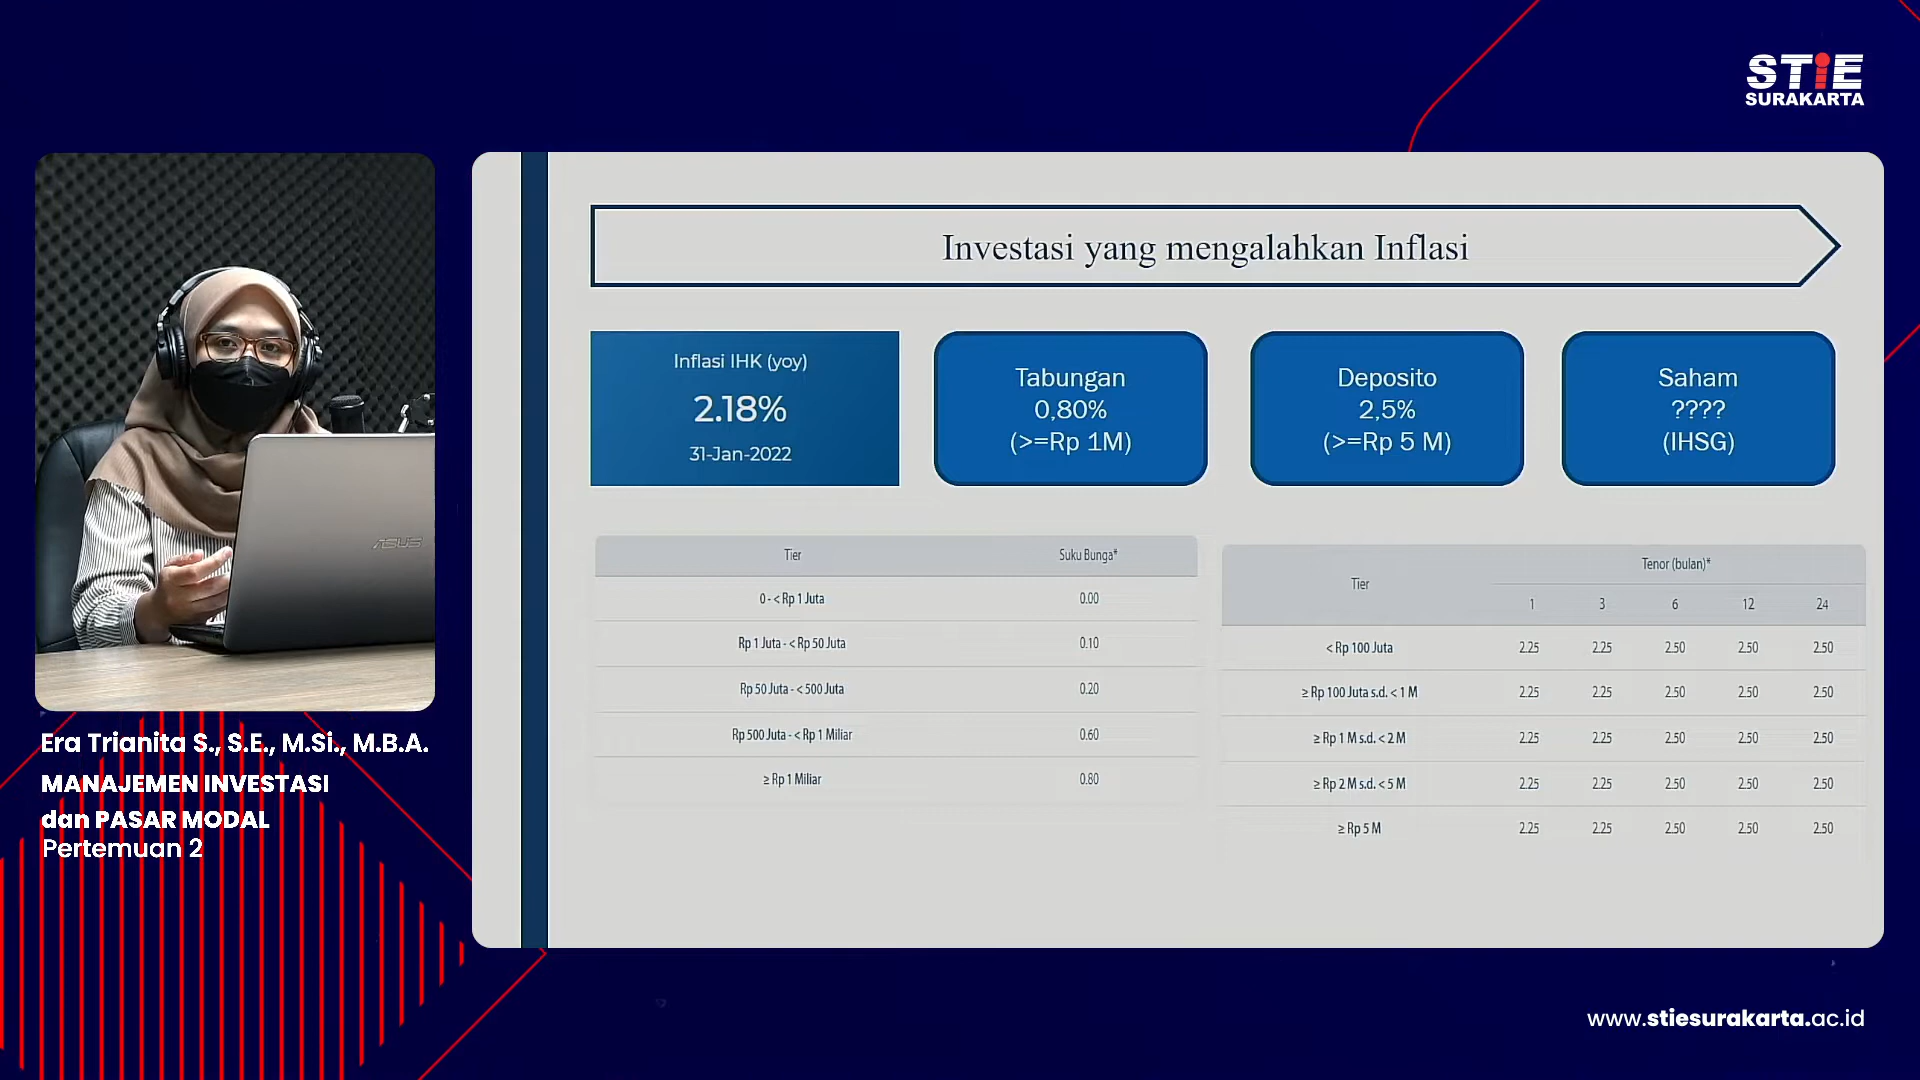 STiE
SURAKARTA
Investasi yang mengalahkan Inflasi
Inflasi IHK (yoy)
2.18%
31-Jan-2022
Tabungan
0,80%
(>=Rp 1M)
Deposito
2,5%
(>=Rp 5 M)
Saham
????
(IHSG)
Tier Suku Bunga*
0 - < Rp 1 Juta 0.00
Rp 1 Juta - < Rp 50 Juta 0.10
Rp 50 Juta - < 500 Juta 0.20
Rp 500 Juta - < Rp 1 Miliar 0.60
≥ Rp 1 Miliar 0.80
Tier Tenor (bulan)*
1 3 6 12 24
< Rp 100 Juta 2.25 2.25 2.50 2.50 2.50
≥ Rp 100 Juta s.d. < 1 M 2.25 2.25 2.50 2.50 2.50
≥ Rp 1 M s.d. < 2 M 2.25 2.25 2.50 2.50 2.50
≥ Rp 2 M s.d. < 5 M 2.25 2.25 2.50 2.50 2.50
≥ Rp 5 M 2.25 2.25 2.50 2.50 2.50
ASUS
Era Trianita S., S.E., M.Si., M.B.A.
MANAJEMEN INVESTASI
dan PASAR MODAL
Pertemuan 2
www.stiesurakarta.ac.id